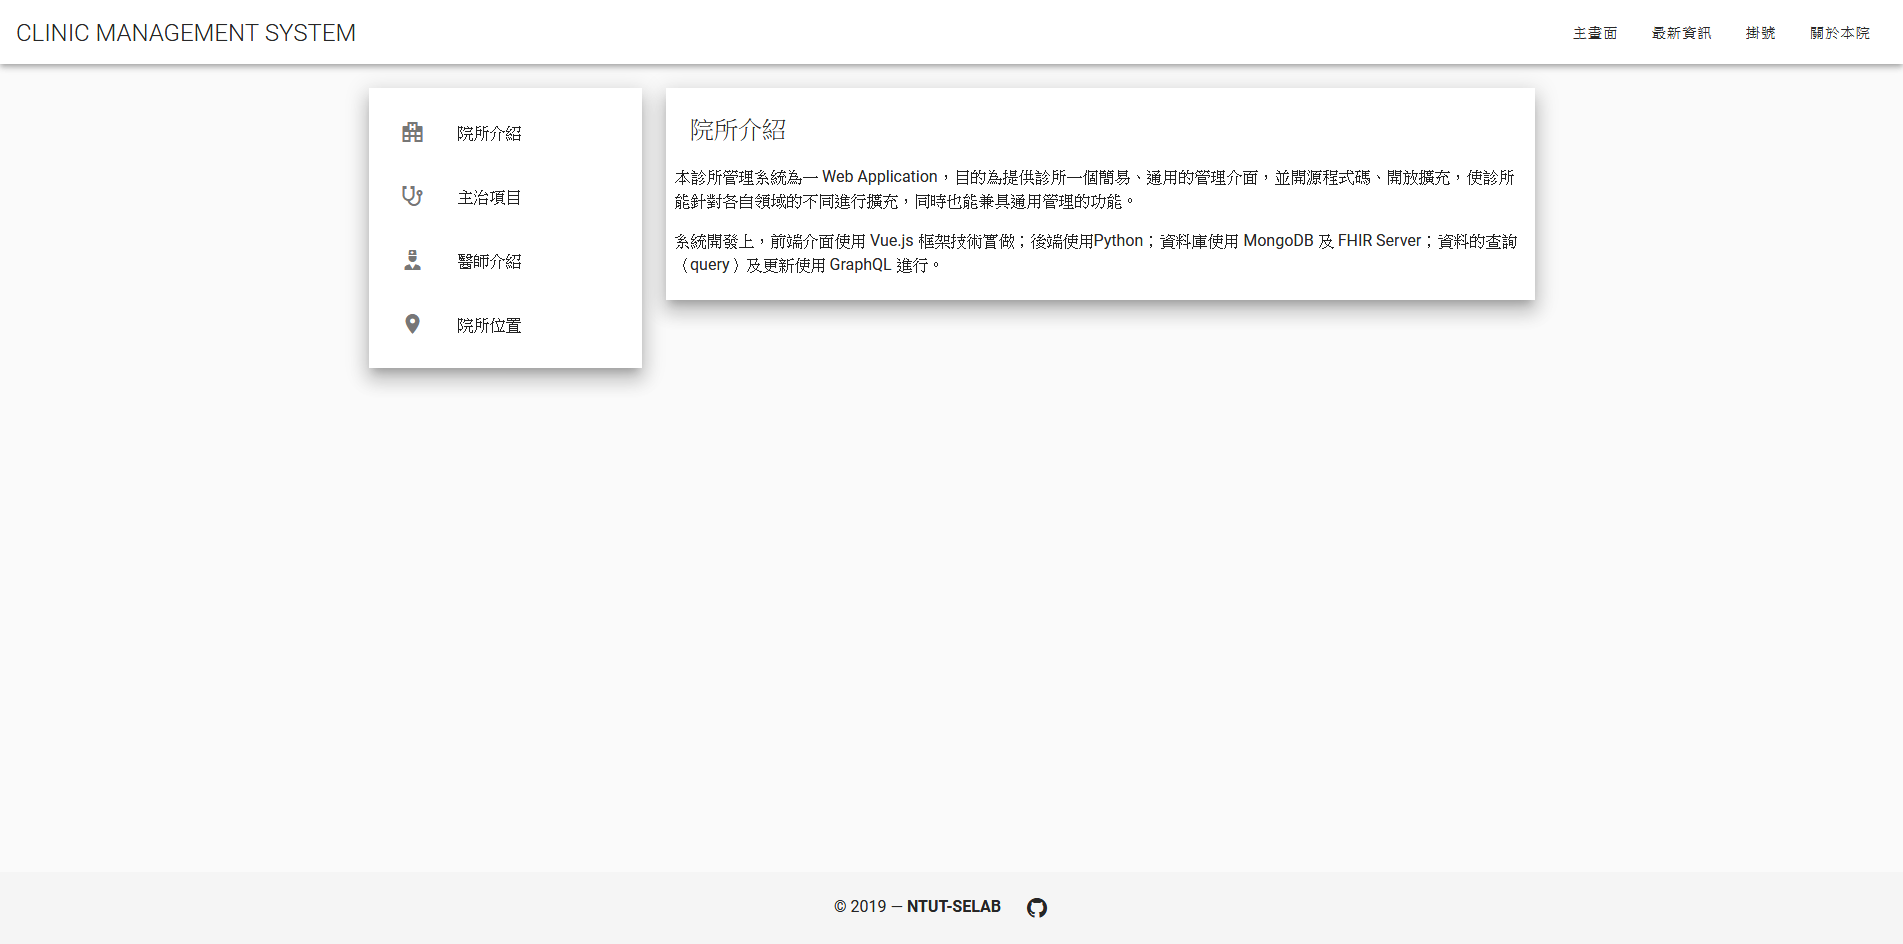 CLINIC MANAGEMENT SYSTEM
主畫面 最新資訊 掛號 關於本院
院所介紹
主治項目
醫師介紹
院所位置
院所介紹
本診所管理系統為一 Web Application，目的為提供診所一個簡易、通用的管理介面，並開源程式碼、開放擴充，使診所
能針對各自領域的不同進行擴充，同時也能兼具通用管理的功能。
系統開發上，前端介面使用 Vue.js 框架技術實做；後端使用Python；資料庫使用 MongoDB 及 FHIR Server；資料的查詢
（query）及更新使用 GraphQL 進行。
© 2019 — NTUT-SELAB